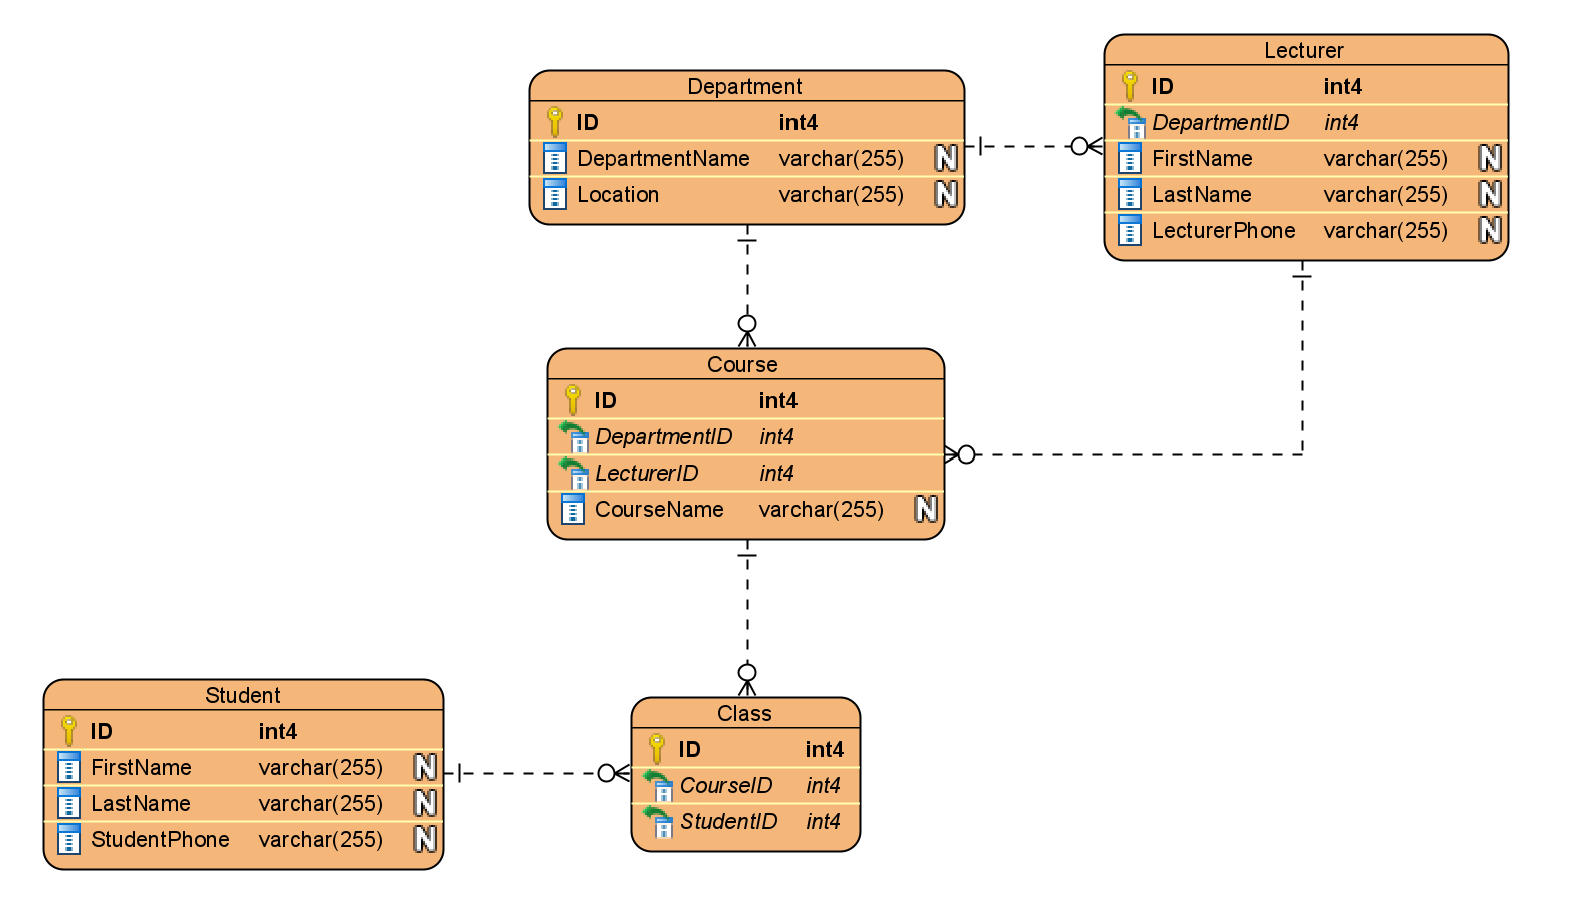 Department
ID int4
DepartmentName varchar(255) N
Location varchar(255) N
Lecturer
ID int4
DepartmentID int4
FirstName varchar(255) N
LastName varchar(255) N
LecturerPhone varchar(255) N
Course
ID int4
DepartmentID int4
LecturerID int4
CourseName varchar(255) N
Student
ID int4
FirstName varchar(255) N
LastName varchar(255) N
StudentPhone varchar(255) N
Class
ID int4
CourseID int4
StudentID int4